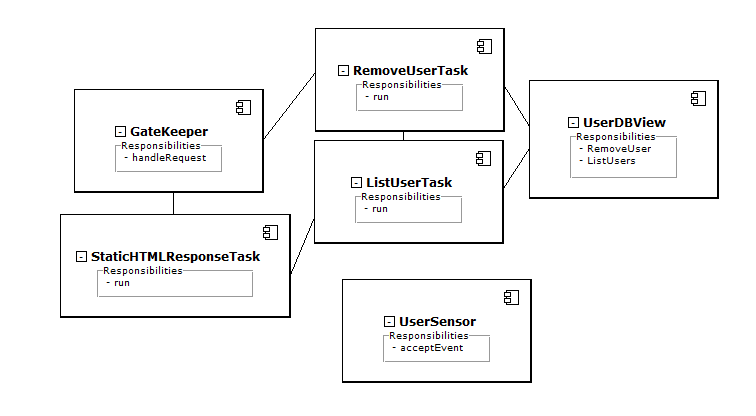 RemoveUserTask
Responsibilities
- run
GateKeeper
Responsibilities
- handleRequest
UserDBView
Responsibilities
- RemoveUser
- ListUsers
ListUserTask
Responsibilities
- run
StaticHTMLResponseTask
Responsibilities
- run
UserSensor
Responsibilities
- acceptEvent